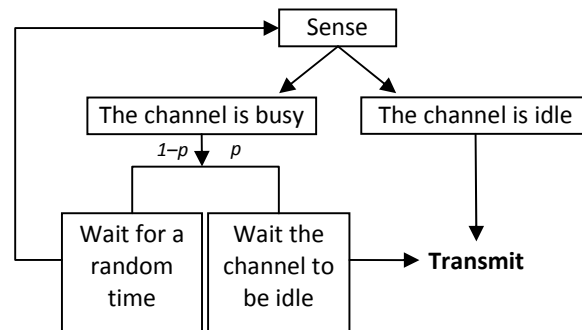 Sense
The channel is busy
The channel is idle
1–p
p
Wait for a
random
time
Wait the
channel to
be idle
Transmit